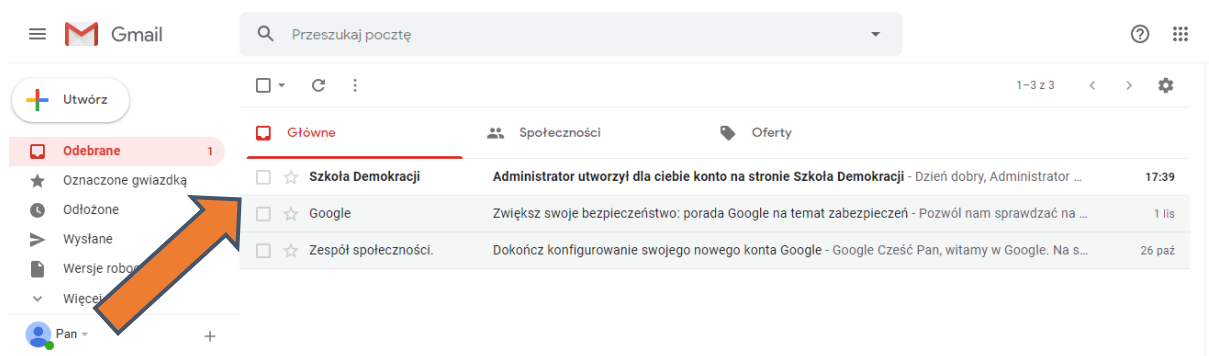 Gmail
Przeszukaj pocztę
Utwórz
1–3 z 3
Główne
Społeczności
Oferty
Odebrane 1
Oznaczone gwiazdką
Odłożone
Wysłane
Wersje
Więcej
Pan
Szkoła Demokracji Administrator utworzył dla ciebie konto na stronie Szkoła Demokracji - Dzień dobry, Administrator ... 17:39
Google Zwiększ swoje bezpieczeństwo: porada Google na temat zabezpieczeń - Pozwól nam sprawdzać na ... 1 lis
Zespół społeczności. Dokończ konfigurowanie swojego nowego konta Google - Google Cześć Pan, witamy w Google. Na s... 26 paź